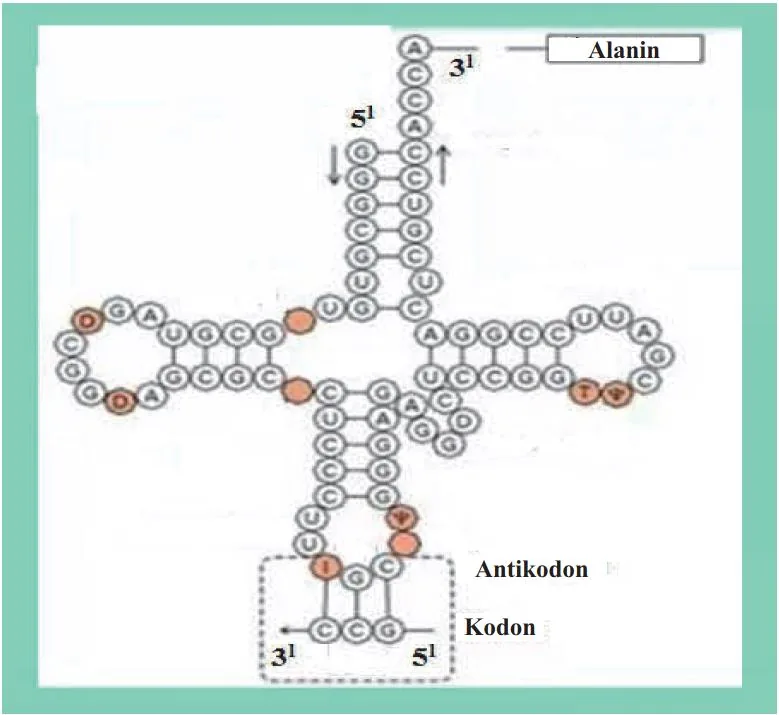 A 3¹ Alanin
C
C
5¹ A
G C
G C
G U
C G
G C
U U
D G A U G C G U G C A G G C C U U A
C G
G G D A G C G C C G U C C G G T Ψ C
U A A C D
C G G G
C G
C G
U Ψ
U
I G C Antikodon
C C G Kodon
3¹ 5¹